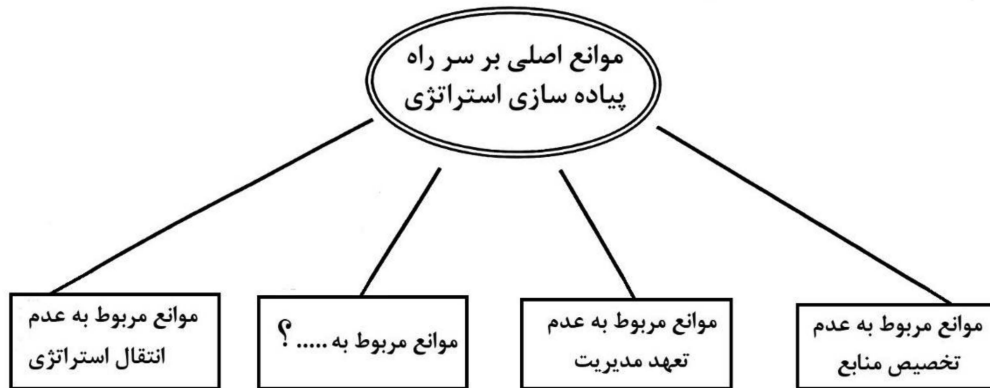 موانع اصلی بر سر راه
پیاده سازی استراتژی
موانع مربوط به عدم
تخصیص منابع
موانع مربوط به عدم
تعهد مدیریت
موانع مربوط به ..... ؟
موانع مربوط به عدم
انتقال استراتژی